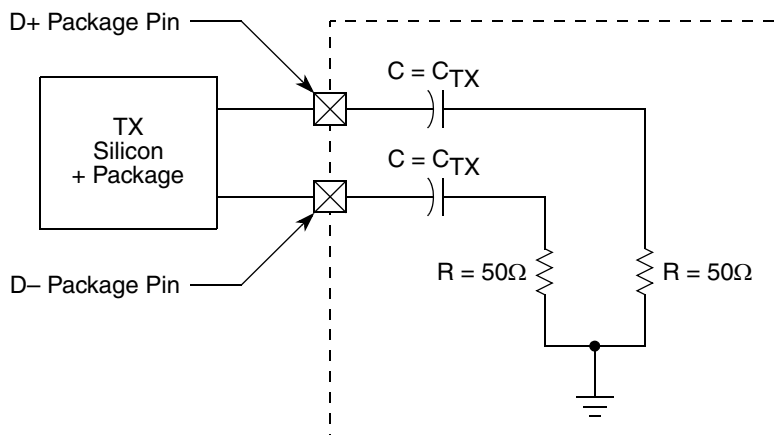 D+ Package Pin
C = CTX
TX
Silicon
+ Package
C = CTX
D– Package Pin
R = 50Ω
R = 50Ω